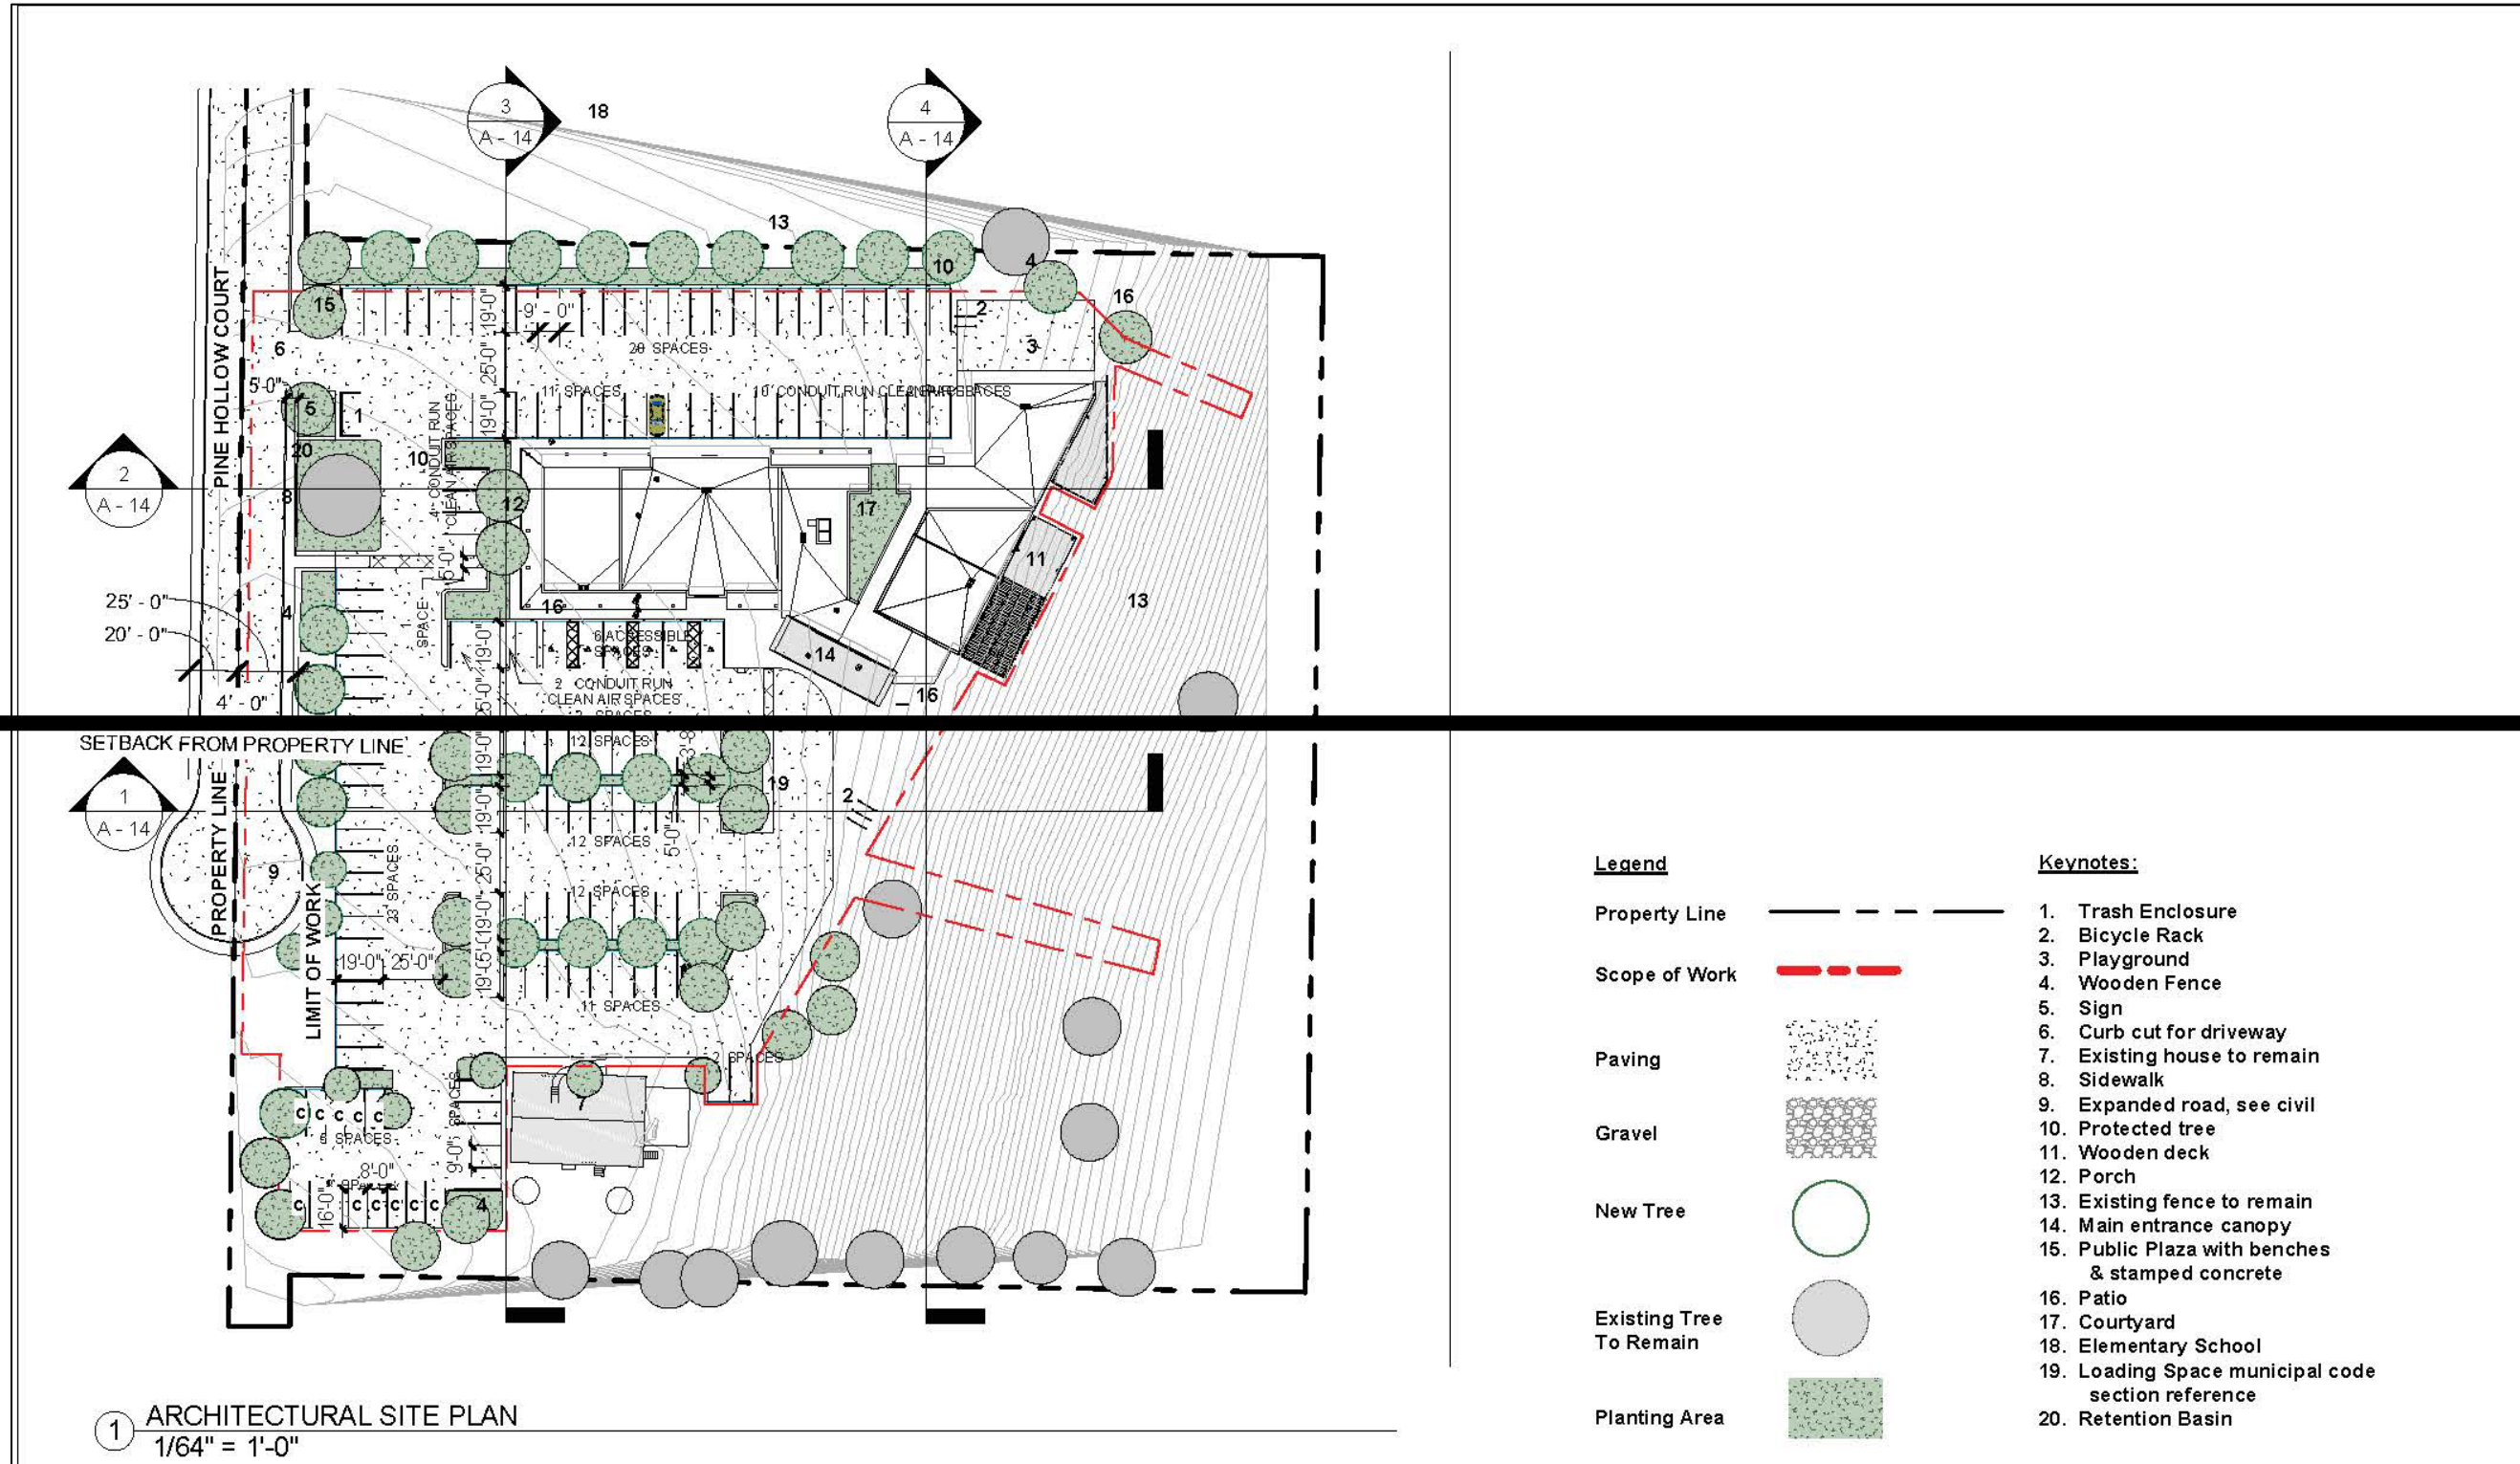 3
A - 14
4
A - 14
18
13
10
4
15
16
2
9' - 0"
19'-0"
PINE HOLLOW COURT
6
3
25'-0"
5'-0"
11 SPACES
5
1
19'-0"
4 CONDUIT RUN
CLEAN AIR SPACES
20
10
2
A - 14
8
12
17
11
5'-0"
25' - 0"
20' - 0"
4
1
SPACE
16
13
19'-0"
6 ACCESSIBLE
SPACES
14
2 CONDUIT RUN
CLEAN AIR SPACES
16
4' - 0"
25'-0"
SETBACK FROM PROPERTY LINE
12 SPACES
19'-0"
1
A - 14
19
2
19'-0"
12 SPACES
5'-0"
PROPERTY LINE
9
23 SPACES
25'-0"
12 SPACES
LIMIT OF WORK
19'-0"
5'-0"
19'-0"
25'-0"
19'-0"
11 SPACES
2 SPACES
C C C C C
SPACES
SPACES
9'-0"
8'-0"
16'-0"
C C C C C C
4
Legend
Property Line
Scope of Work
Paving
Gravel
New Tree
Existing Tree
To Remain
Planting Area
Keynotes:
1. Trash Enclosure
2. Bicycle Rack
3. Playground
4. Wooden Fence
5. Sign
6. Curb cut for driveway
7. Existing house to remain
8. Sidewalk
9. Expanded road, see civil
10. Protected tree
11. Wooden deck
12. Porch
13. Existing fence to remain
14. Main entrance canopy
15. Public Plaza with benches
& stamped concrete
16. Patio
17. Courtyard
18. Elementary School
19. Loading Space municipal code
section reference
20. Retention Basin
1
ARCHITECTURAL SITE PLAN
1/64" = 1'-0"